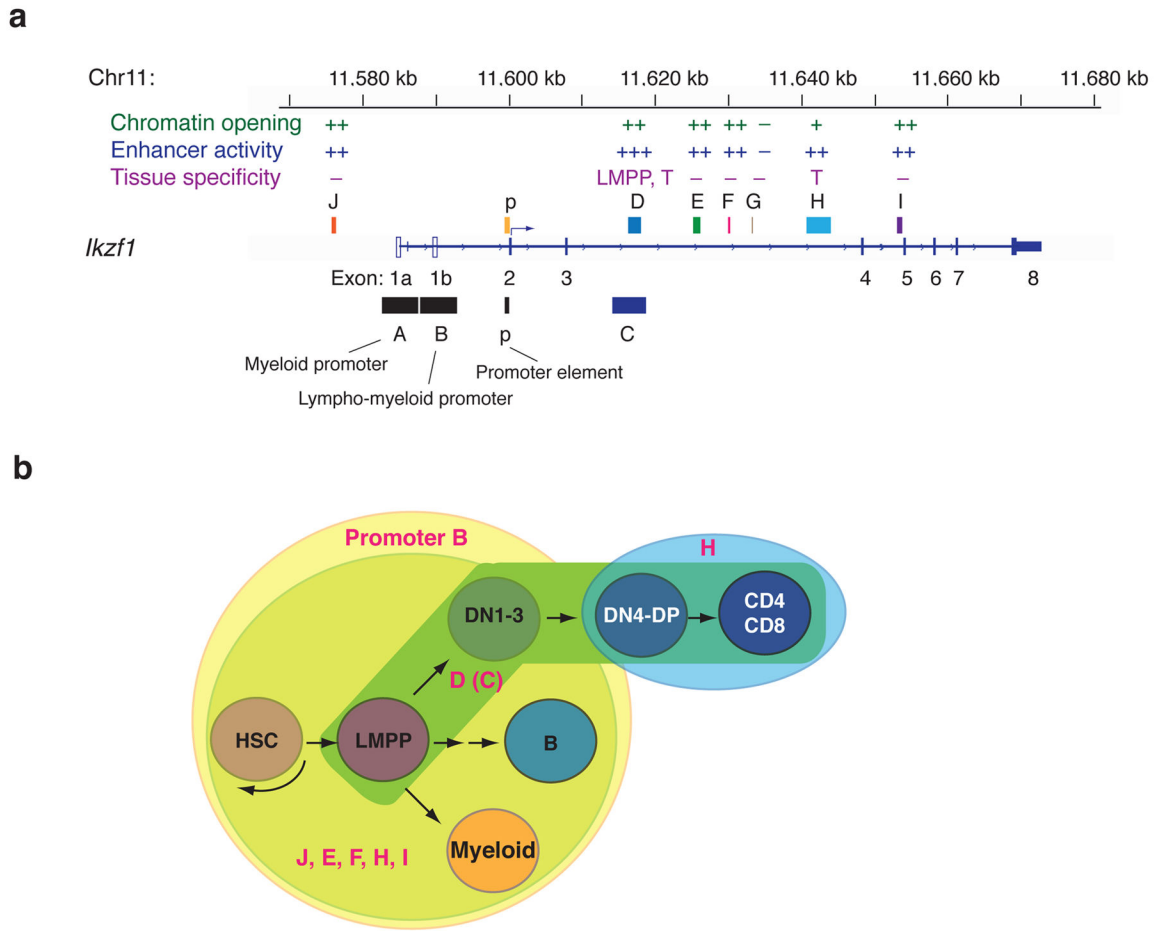 a
Chr11: 11,580 kb 11,600 kb 11,620 kb 11,640 kb 11,660 kb 11,680 kb
Chromatin opening ++ ++ ++ ++ – + ++
Enhancer activity ++ +++ ++ ++ – ++ ++
Tissue specificity – LMPP, T – – – T –
J p D E F G H I
Ikzf1
Exon: 1a 1b 2 3 4 5 6 7 8
A B p C
Myeloid promoter
Promoter element
Lympho-myeloid promoter
b
Promoter B
H
DN1-3
DN4-DP
CD4
CD8
D (C)
HSC
LMPP
B
J, E, F, H, I
Myeloid